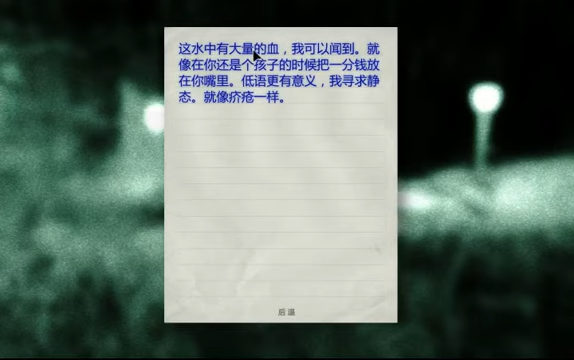 这水中有大量的血，我可以闻到。就
像在你还是个孩子的时候把一分钱放
在你嘴里。低语更有意义，我寻求静
态。就像疥疮一样。
后退